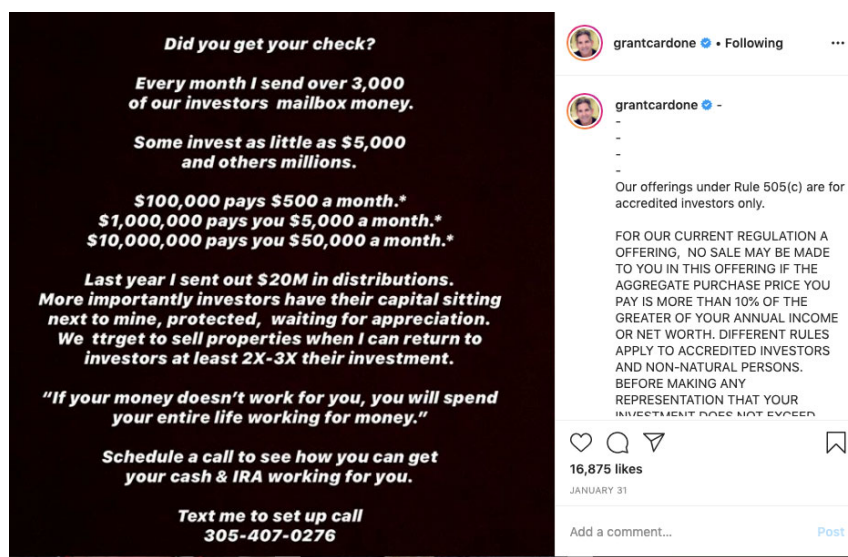 Did you get your check?
Every month I send over 3,000
of our investors mailbox money.
Some invest as little as $5,000
and others millions.
$100,000 pays $500 a month.*
$1,000,000 pays you $5,000 a month.*
$10,000,000 pays you $50,000 a month.*
Last year I sent out $20M in distributions.
More importantly investors have their capital sitting
next to mine, protected, waiting for appreciation.
We ttrget to sell properties when I can return to
investors at least 2X-3X their investment.
“If your money doesn’t work for you, you will spend
your entire life working for money.”
Schedule a call to see how you can get
your cash & IRA working for you.
Text me to set up call
305-407-0276
grantcardone • Following
grantcardone -
-
-
-
-
Our offerings under Rule 505(c) are for
accredited investors only.
FOR OUR CURRENT REGULATION A
OFFERING, NO SALE MAY BE MADE
TO YOU IN THIS OFFERING IF THE
AGGREGATE PURCHASE PRICE YOU
PAY IS MORE THAN 10% OF THE
GREATER OF YOUR ANNUAL INCOME
OR NET WORTH. DIFFERENT RULES
APPLY TO ACCREDITED INVESTORS
AND NON-NATURAL PERSONS.
BEFORE MAKING ANY
REPRESENTATION THAT YOUR
INVESTMENT DOES NOT EXCEED
16,875 likes
JANUARY 31
Add a comment...
Post